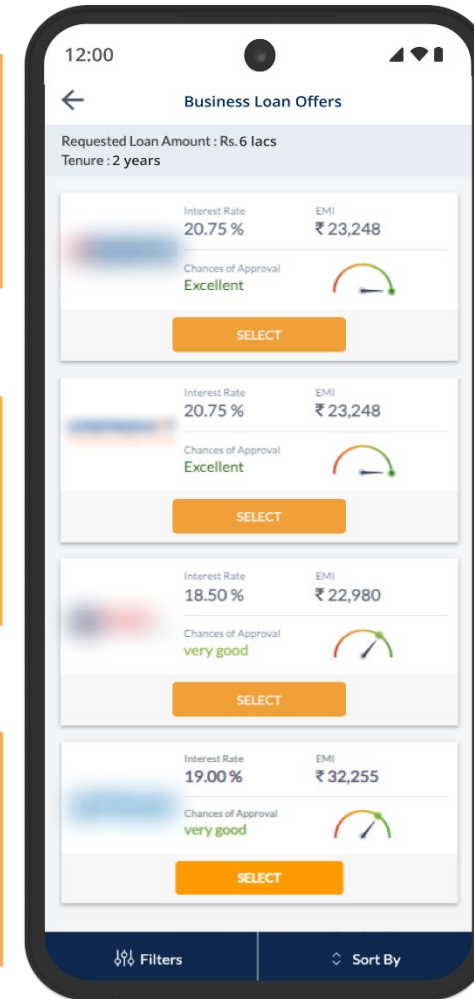 12:00
Business Loan Offers
Requested Loan Amount : Rs. 6 lacs
Tenure : 2 years
Interest Rate EMI
20.75 % ₹ 23,248
Chances of Approval
Excellent
SELECT
Interest Rate EMI
20.75 % ₹ 23,248
Chances of Approval
Excellent
SELECT
Interest Rate EMI
18.50 % ₹ 22,980
Chances of Approval
very good
SELECT
Interest Rate EMI
19.00 % ₹ 32,255
Chances of Approval
very good
SELECT
Filters Sort By